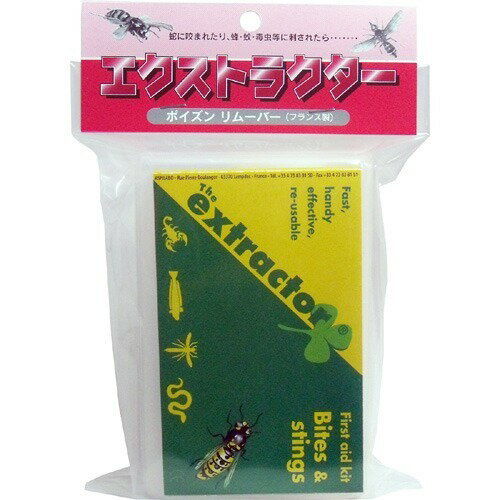 蛇に咬まれたり、蜂・蚊・毒虫等に刺されたら……
エクストラクター
ポイズン リムーバー(フランス製)
The
extractor
Fast,
handy
effective,
re-usable
First aid kit
Bites &
stings